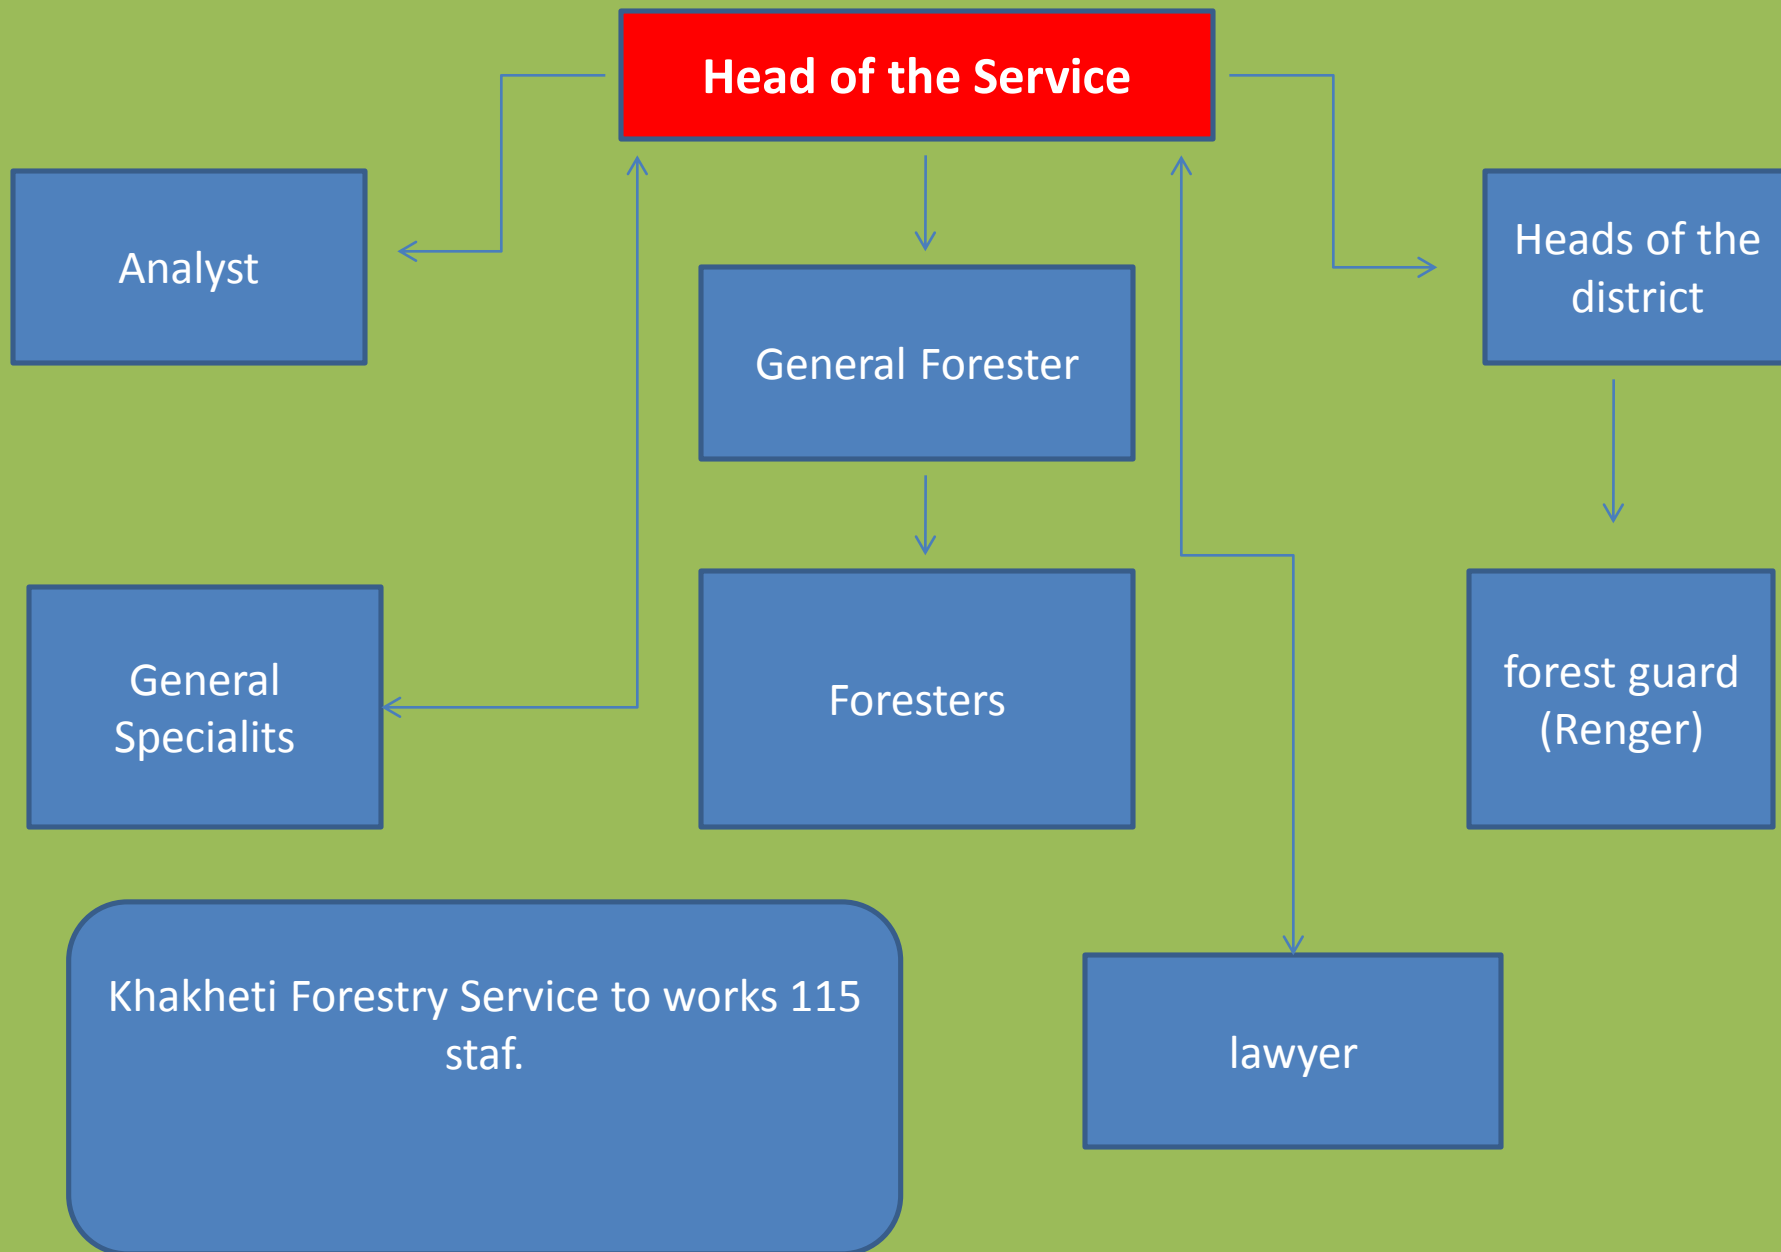 Head of the Service
Analyst
Heads of the
district
General Forester
General
Specialits
Foresters
forest guard
(Renger)
Khakheti Forestry Service to works 115
staf.
lawyer